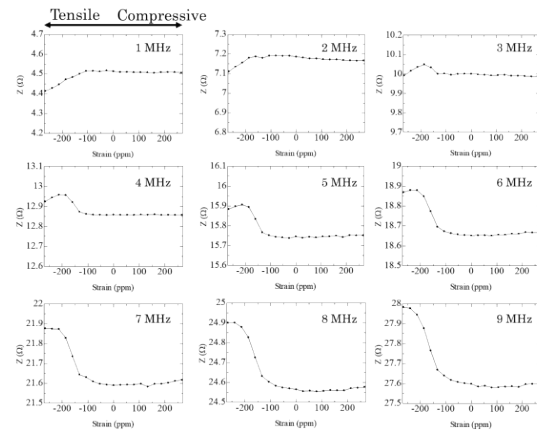 Tensile Compressive
1 MHz
4.7
4.6
4.5
4.4
4.3
4.2
Z (Ω)
-200 -100 0 100 200
Strain (ppm)
2 MHz
7.3
7.2
7.1
7
6.9
6.8
Z (Ω)
-200 -100 0 100 200
Strain (ppm)
3 MHz
10.2
10.1
10
9.9
9.8
9.7
Z (Ω)
-200 -100 0 100 200
Strain (ppm)
4 MHz
13.1
13
12.9
12.8
12.7
12.6
Z (Ω)
-200 -100 0 100 200
Strain (ppm)
5 MHz
16.1
16
15.9
15.8
15.7
15.6
Z (Ω)
-200 -100 0 100 200
Strain (ppm)
6 MHz
19
18.9
18.8
18.7
18.6
18.5
Z (Ω)
-200 -100 0 100 200
Strain (ppm)
7 MHz
22
21.9
21.8
21.7
21.6
21.5
Z (Ω)
-200 -100 0 100 200
Strain (ppm)
8 MHz
25
24.9
24.8
24.7
24.6
24.5
Z (Ω)
-200 -100 0 100 200
Strain (ppm)
9 MHz
28
27.9
27.8
27.7
27.6
27.5
Z (Ω)
-200 -100 0 100 200
Strain (ppm)